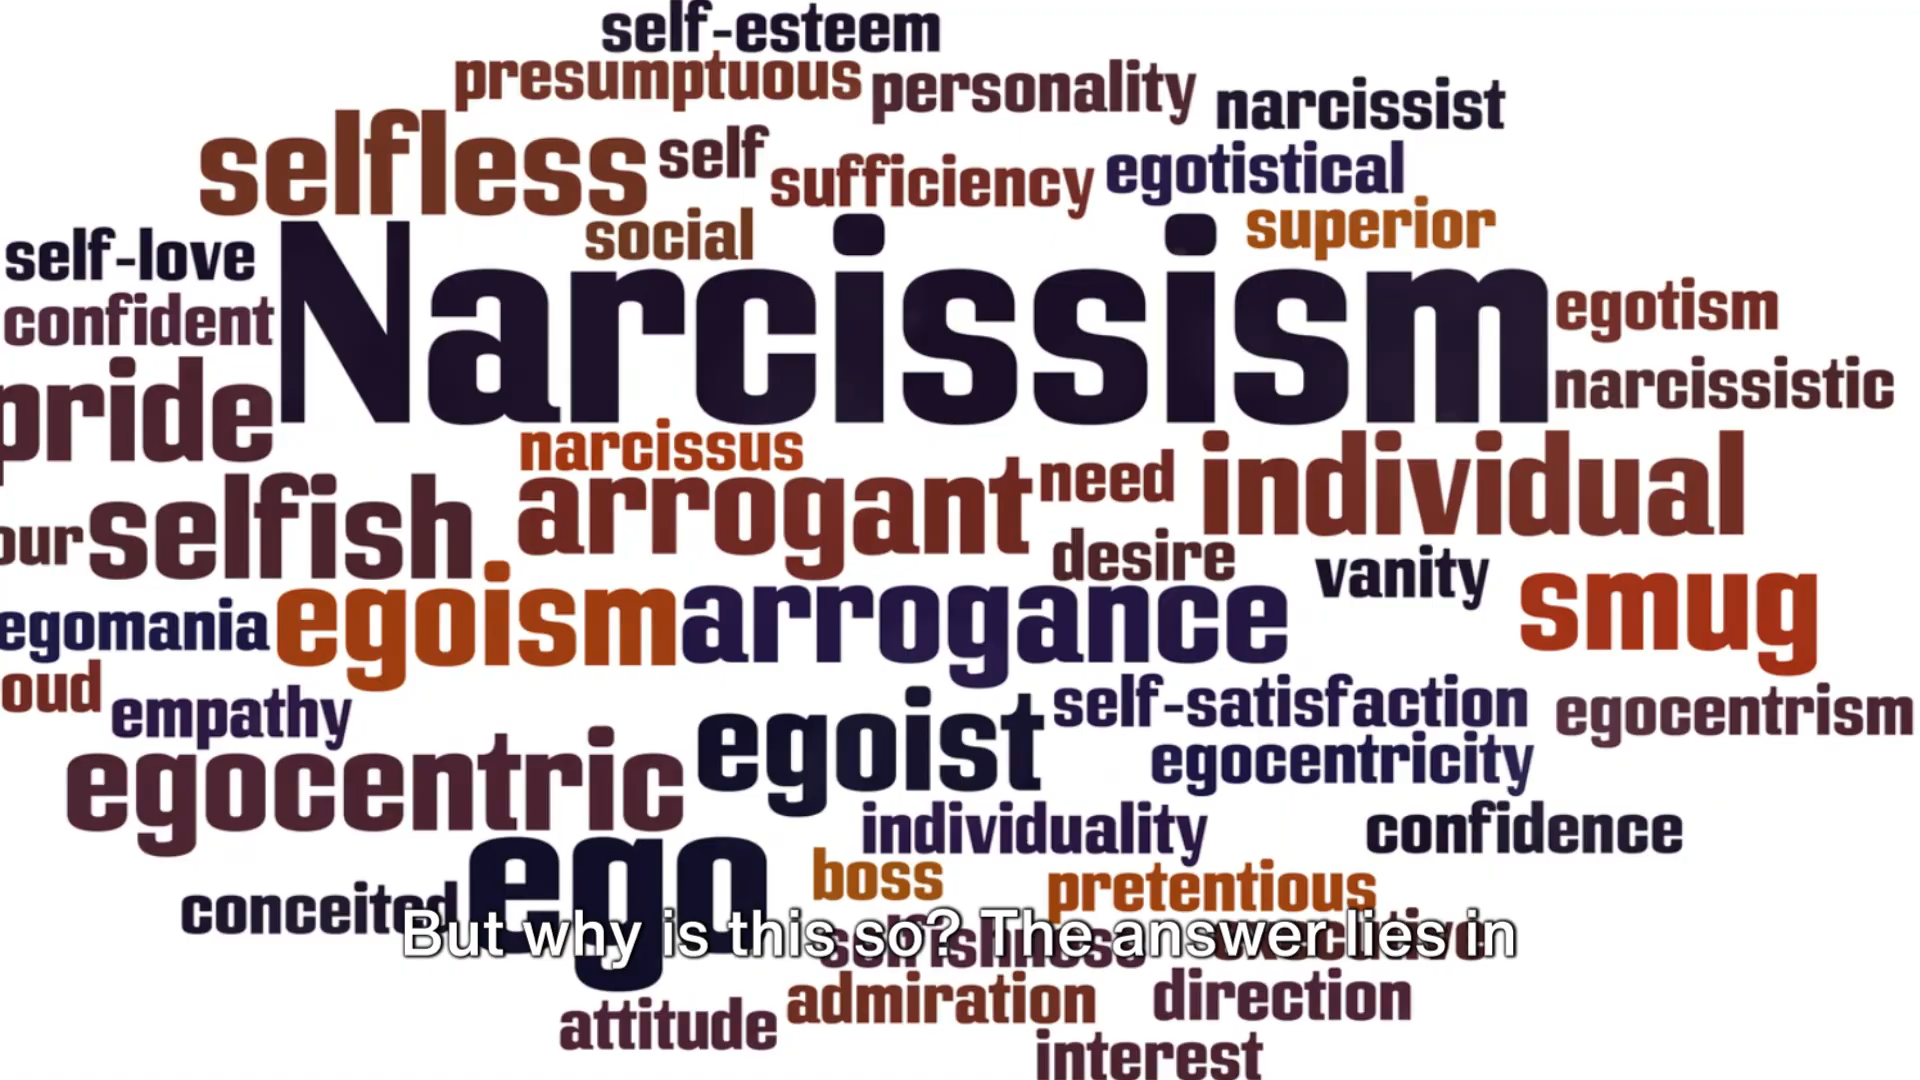 self-esteem
presumptuous personality narcissist
selfless self sufficiency egotistical
self-love social superior
confident Narcissism egotism
pride narcissistic
narcissus
selfish arrogant need individual
desire vanity
egomania egoism arrogance smug
oud empathy self-satisfaction egocentrism
egocentric egoist egocentricity
individuality confidence
conceited ego boss pretentious
But why is this so? The answer lies in
selfishness
attitude admiration direction
interest